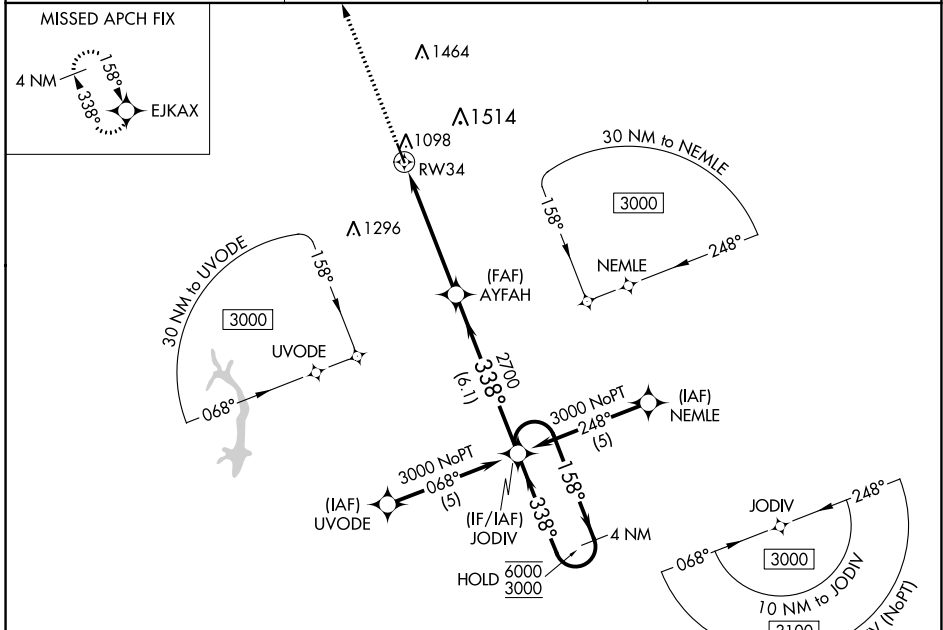 MISSED APCH FIX
4 NM
158°
338°
EJKAX
1464
1514
1098
RW34
1296
30 NM to NEMLE
3000
158°
248°
NEMLE
30 NM to UVODE
158°
3000
UVODE
068°
(FAF)
AYFAH
2700
338°
(6.1)
3000 NoPT
248°
(5)
(IAF)
NEMLE
3000 NoPT
068°
(5)
(IAF)
UVODE
(IF/IAF)
JODIV
338°
158°
4 NM
HOLD 6000
3000
JODIV
248°
068°
3000
10 NM to JODIV
3100
(NoPT)